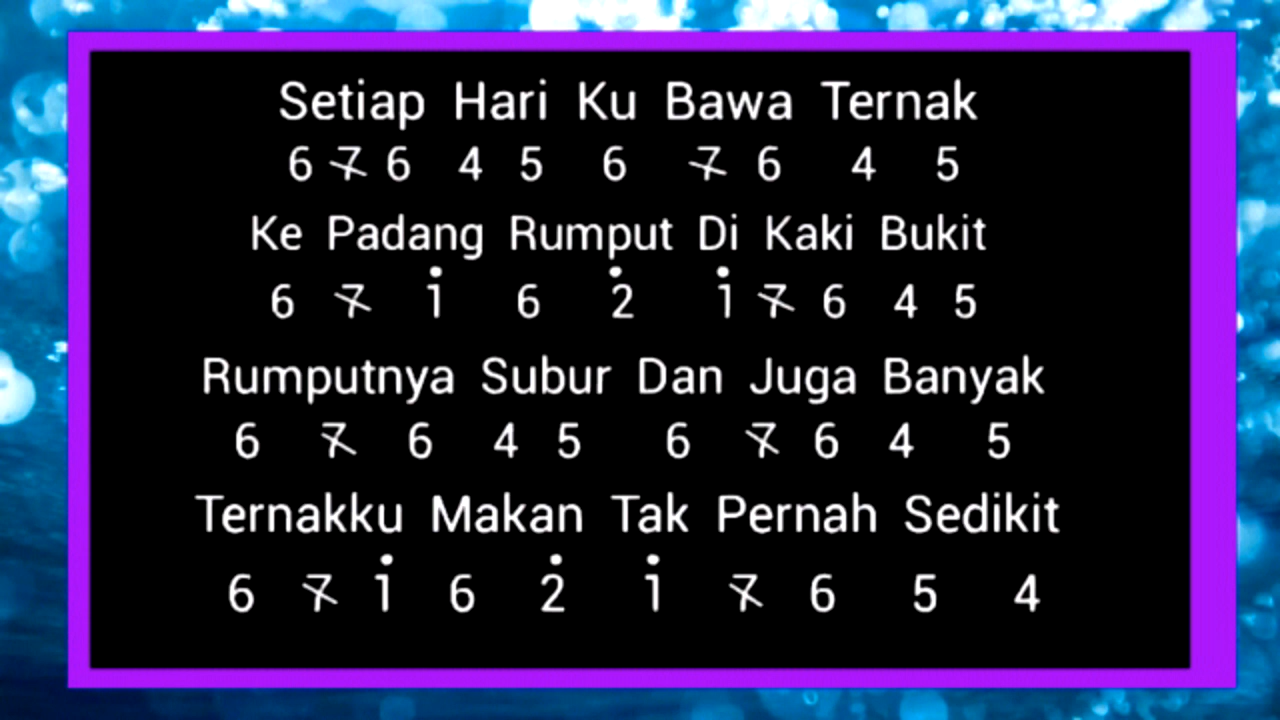 Setiap Hari Ku Bawa Ternak
6 7̸ 6 4 5 6 7̸ 6 4 5
Ke Padang Rumput Di Kaki Bukit
6 7̸ 1̇ 6 2̇ 1̇ 7̸ 6 4 5
Rumputnya Subur Dan Juga Banyak
6 7̸ 6 4 5 6 7̸ 6 4 5
Ternakku Makan Tak Pernah Sedikit
6 7̸ 1̇ 6 2̇ 1̇ 7̸ 6 5 4